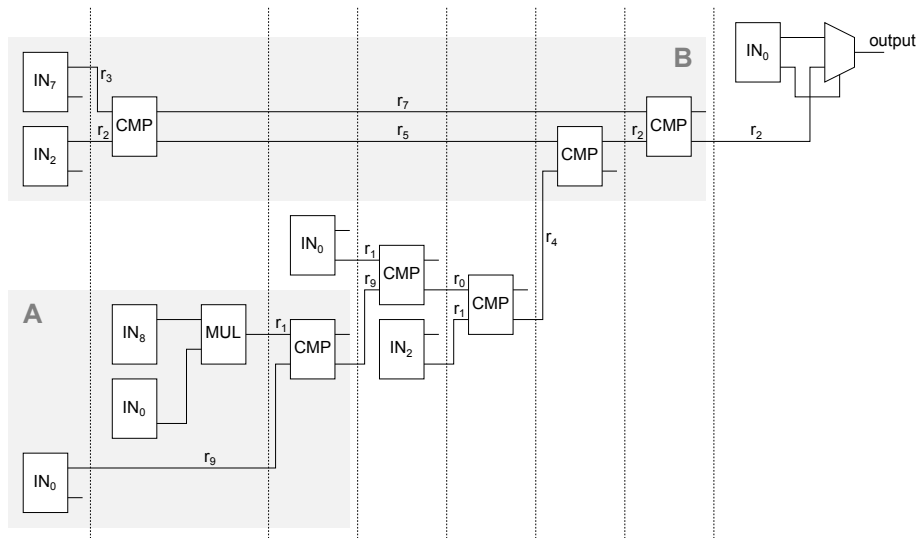 IN0
output
B
IN7
r3
r7
CMP
CMP
r2
r5
r2
r2
IN2
CMP
IN0
r1
r4
CMP
r9
r0
CMP
A
IN8
MUL
r1
CMP
r1
IN2
IN0
r9
IN0